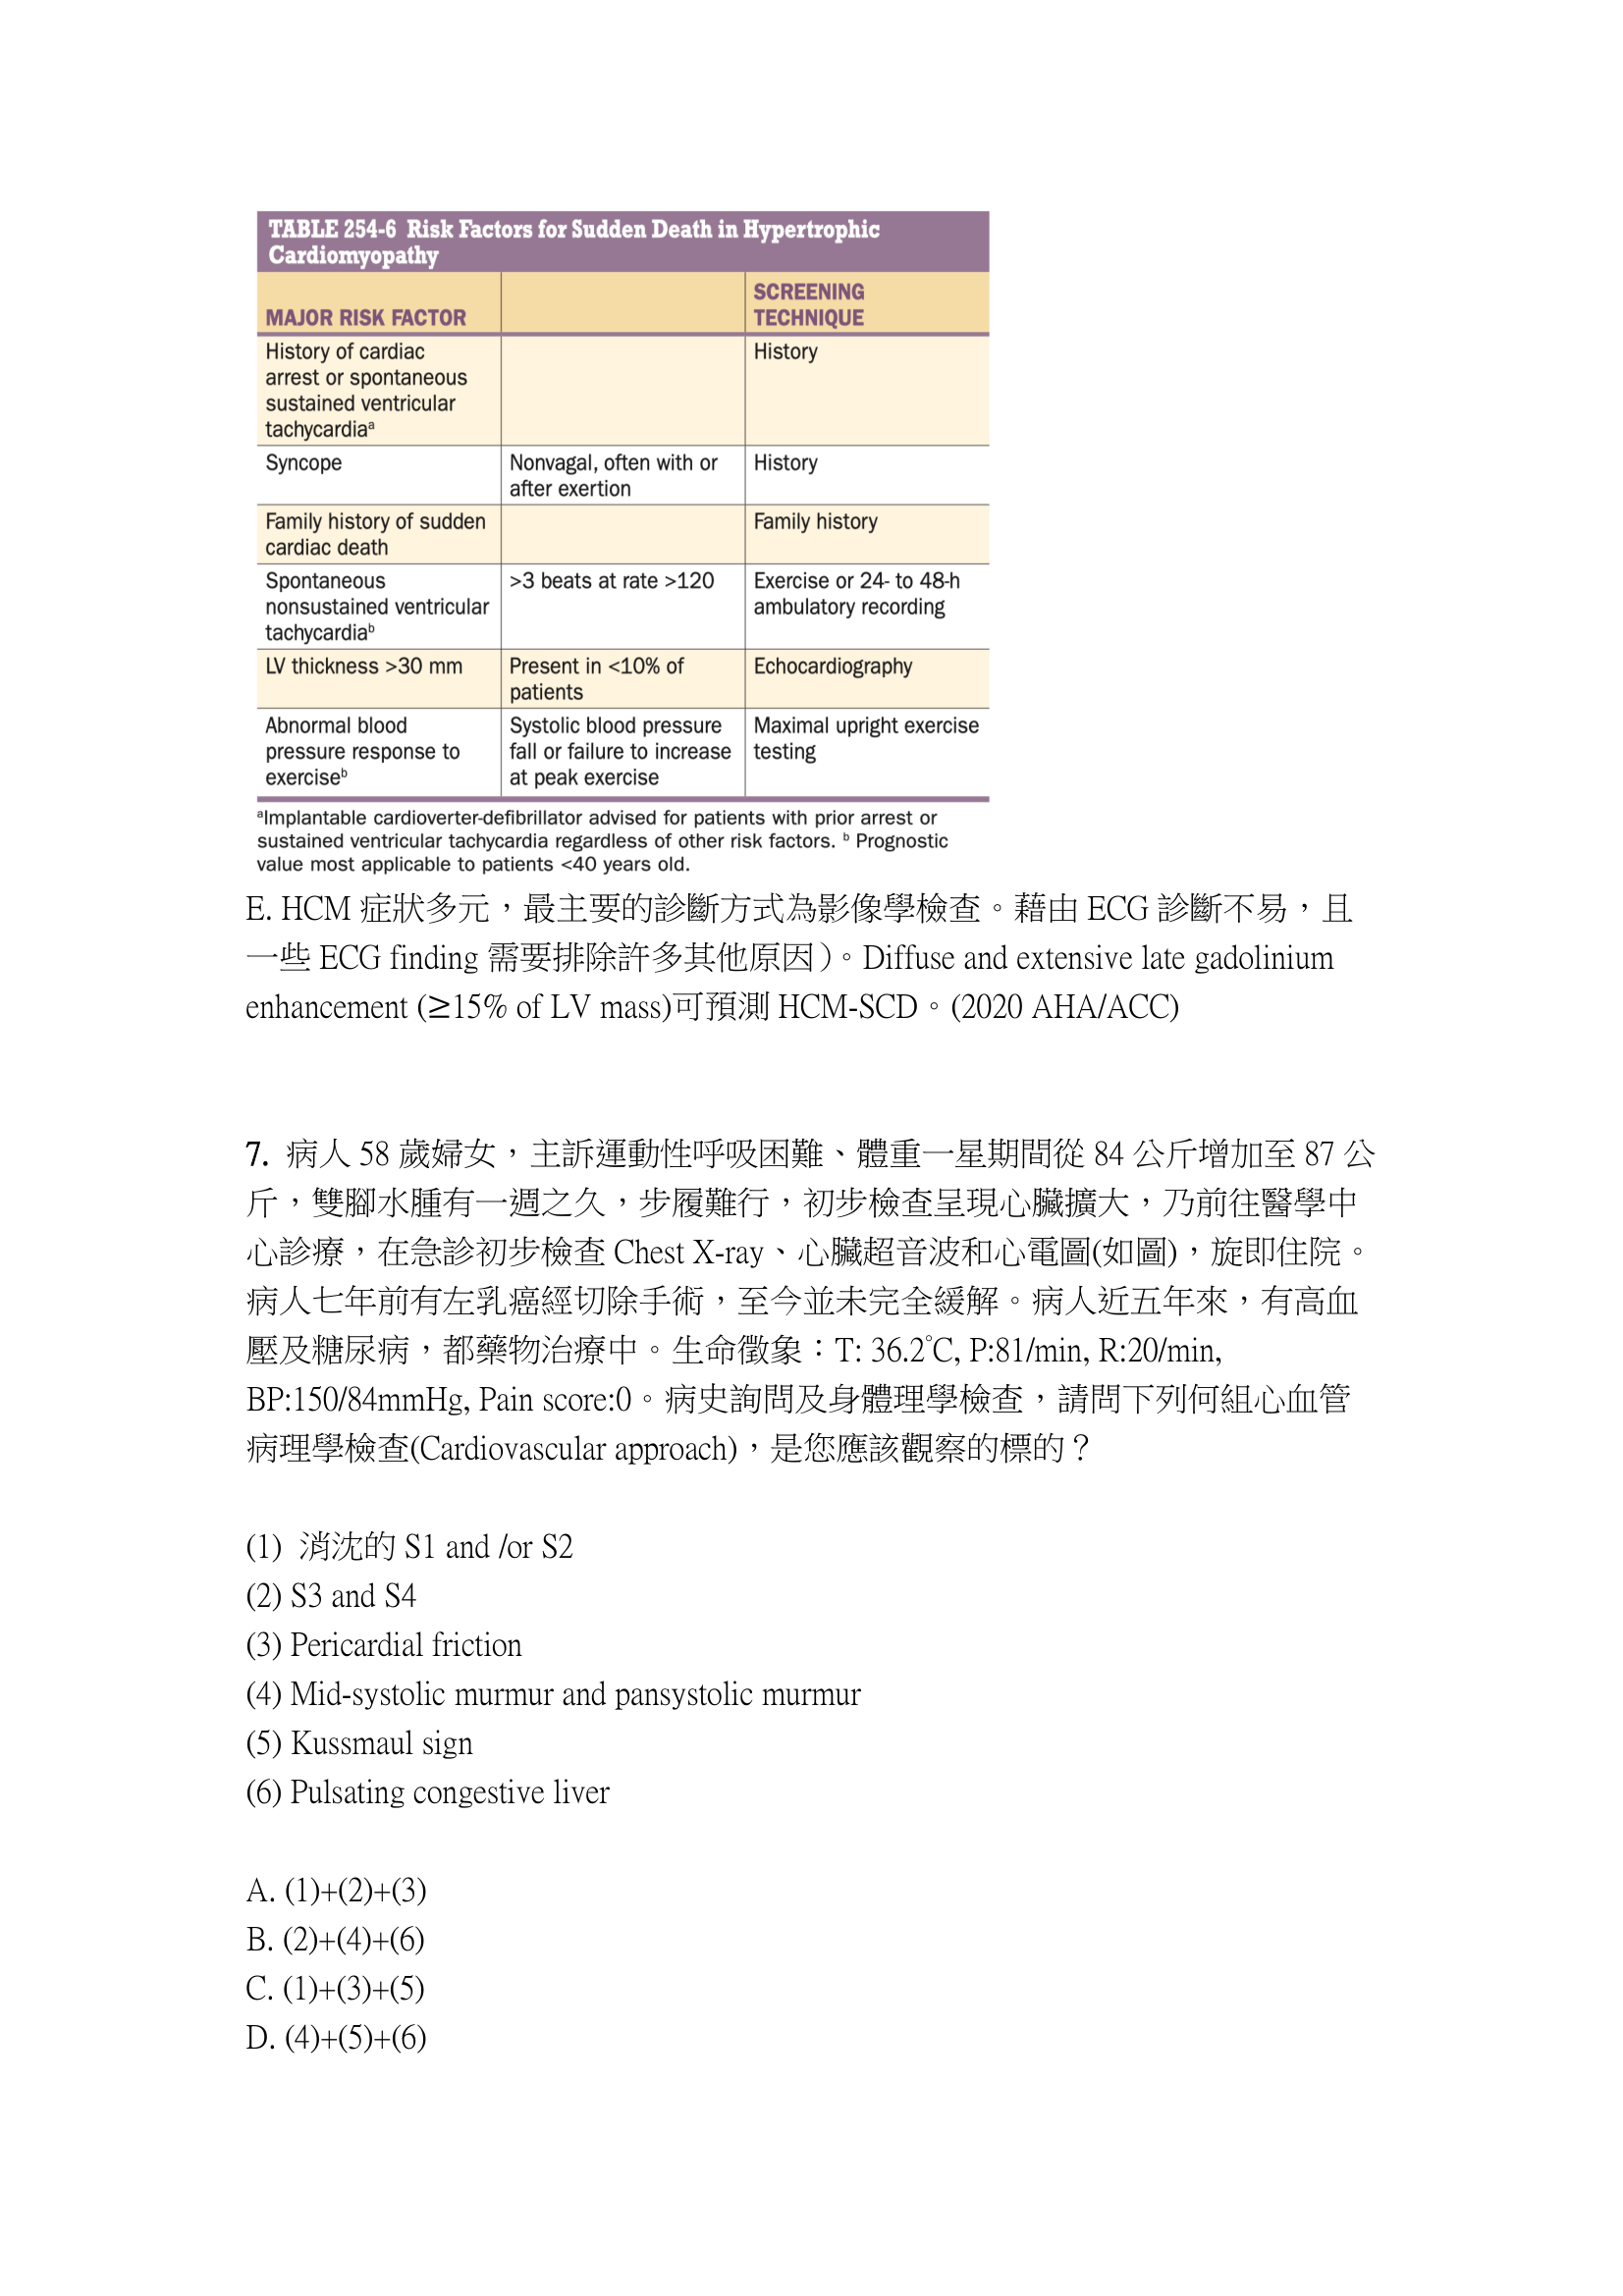 TABLE 254-6 Risk Factors for Sudden Death in Hypertrophic
Cardiomyopathy
MAJOR RISK FACTOR
SCREENING
TECHNIQUE
History of cardiac
arrest or spontaneous
sustained ventricular
tachycardiaᵃ
History
Syncope
Nonvagal, often with or
after exertion
History
Family history of sudden
cardiac death
Family history
Spontaneous
nonsustained ventricular
tachycardiaᵇ
>3 beats at rate >120
Exercise or 24- to 48-h
ambulatory recording
LV thickness >30 mm
Present in <10% of
patients
Echocardiography
Abnormal blood
pressure response to
exerciseᵇ
Systolic blood pressure
fall or failure to increase
at peak exercise
Maximal upright exercise
testing
ᵃImplantable cardioverter-defibrillator advised for patients with prior arrest or
sustained ventricular tachycardia regardless of other risk factors. ᵇ Prognostic
value most applicable to patients <40 years old.
E. HCM 症狀多元，最主要的診斷方式為影像學檢查。藉由 ECG 診斷不易，且
一些 ECG finding 需要排除許多其他原因）。Diffuse and extensive late gadolinium
enhancement (≥15% of LV mass)可預測 HCM-SCD。(2020 AHA/ACC)
7. 病人 58 歲婦女，主訴運動性呼吸困難、體重一星期間從 84 公斤增加至 87 公
斤，雙腳水腫有一週之久，步履難行，初步檢查呈現心臟擴大，乃前往醫學中
心診療，在急診初步檢查 Chest X-ray、心臟超音波和心電圖(如圖)，旋即住院。
病人七年前有左乳癌經切除手術，至今並未完全緩解。病人近五年來，有高血
壓及糖尿病，都藥物治療中。生命徵象：T: 36.2℃, P:81/min, R:20/min,
BP:150/84mmHg, Pain score:0。病史詢問及身體理學檢查，請問下列何組心血管
病理學檢查(Cardiovascular approach)，是您應該觀察的標的？
(1) 消沈的 S1 and /or S2
(2) S3 and S4
(3) Pericardial friction
(4) Mid-systolic murmur and pansystolic murmur
(5) Kussmaul sign
(6) Pulsating congestive liver
A. (1)+(2)+(3)
B. (2)+(4)+(6)
C. (1)+(3)+(5)
D. (4)+(5)+(6)